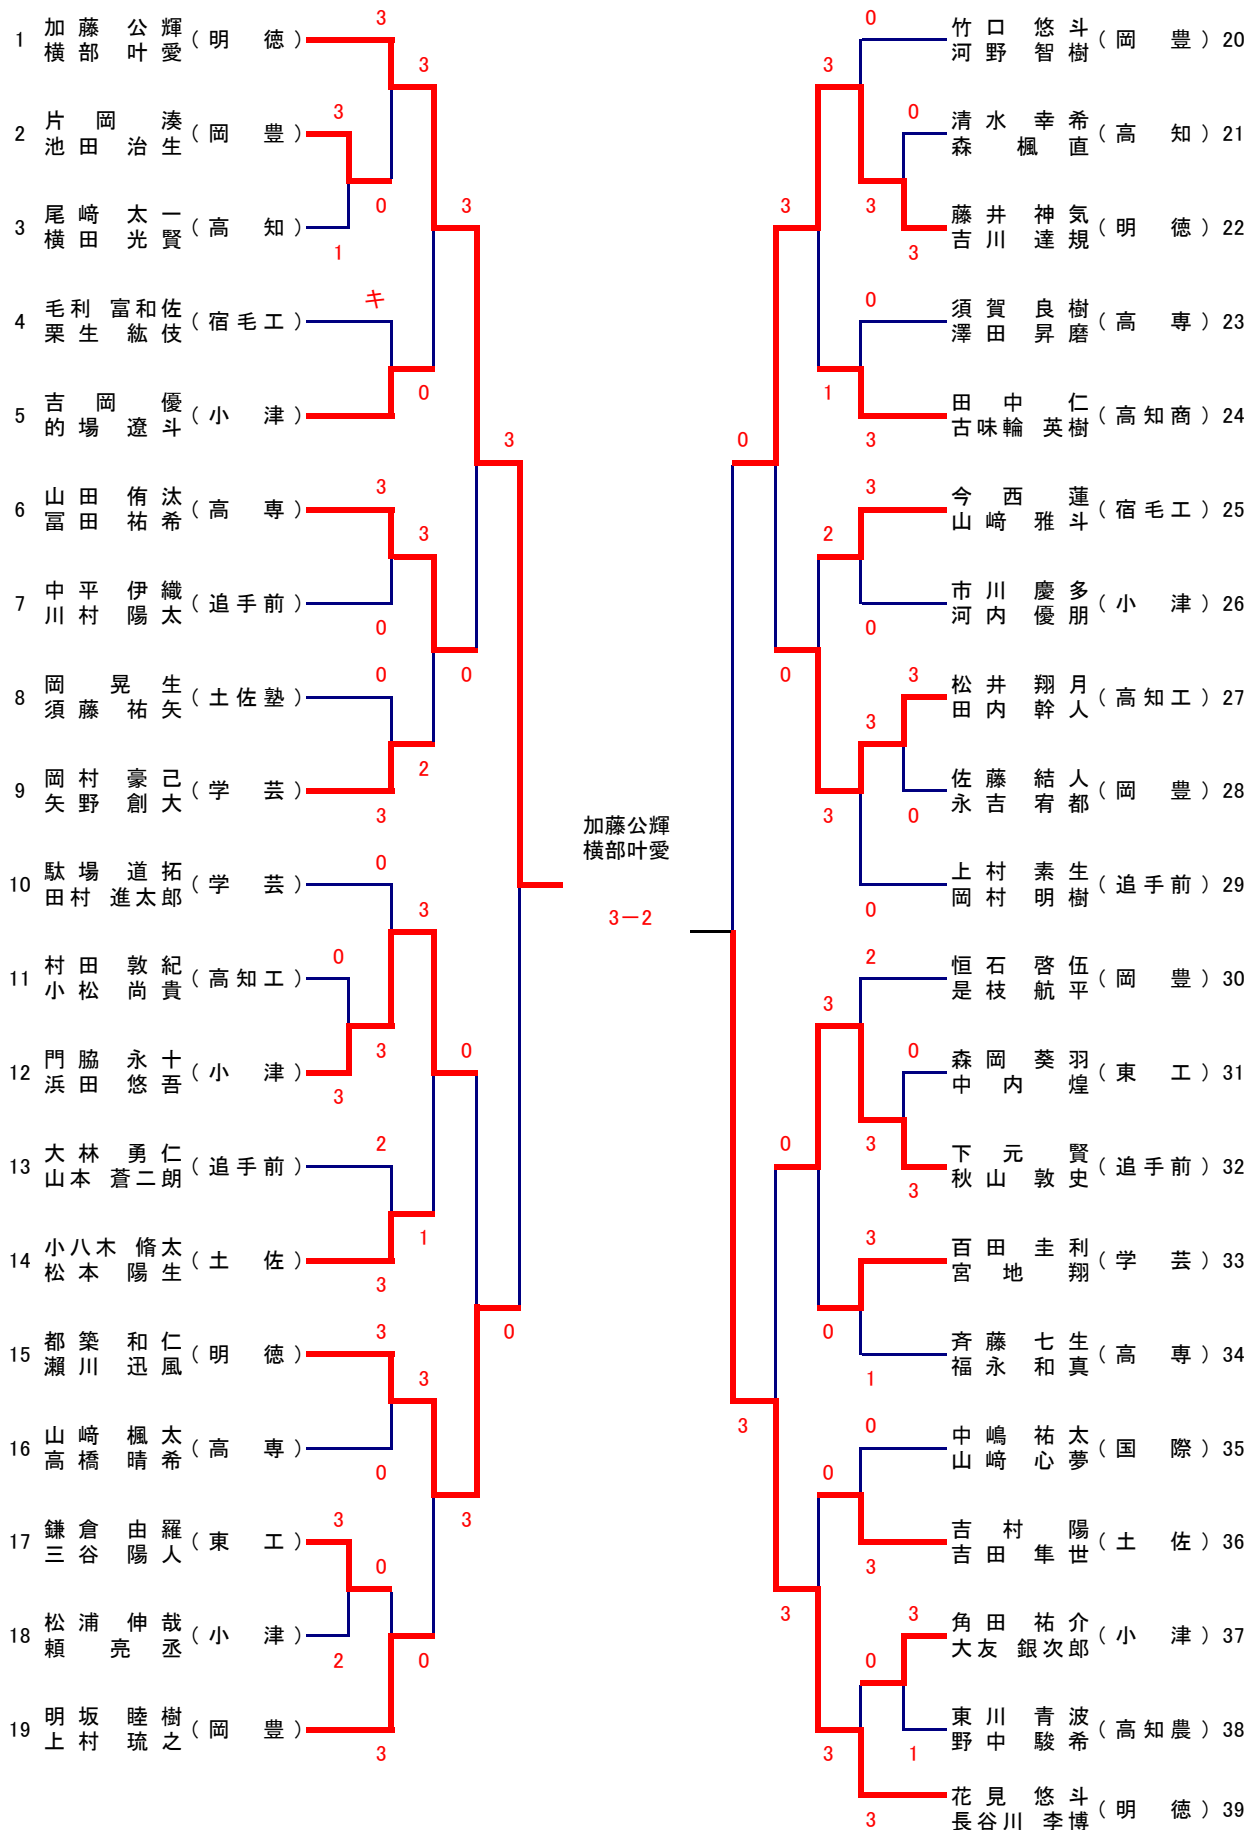 1 加藤 公輝 横部 叶愛 (明徳)
3
3
2 片岡 湊 池田 治生 (岡豊)
3
0
3 尾﨑 太一 横田 光賢 (高知)
1
3
4 毛利 富和佐 栗生 紘伎 (宿毛工)
キ
0
5 吉岡 優 的場 遼斗 (小津)
3
6 山田 侑汰 冨田 祐希 (高専)
3
3
7 中平 伊織 川村 陽太 (追手前)
0
0
8 岡 晃生 須藤 祐矢 (土佐塾)
0
2
9 岡村 豪己 矢野 創大 (学芸)
3
10 駄場 道拓 田村 進太郎 (学芸)
0
3
11 村田 敦紀 小松 尚貴 (高知工)
0
3
12 門脇 永十 浜田 悠吾 (小津)
3
0
13 大林 勇仁 山本 蒼二朗 (追手前)
2
1
14 小八木 脩太 松本 陽生 (土佐)
3
0
15 都築 和仁 瀬川 迅風 (明徳)
3
3
16 山﨑 楓太 高橋 晴希 (高専)
0
3
17 鎌倉 由羅 三谷 陽人 (東工)
3
0
18 松浦 伸哉 頼 亮丞 (小津)
2
0
19 明坂 睦樹 上村 琉之 (岡豊)
3
加藤公輝
横部叶愛
3－2
0
竹口 悠斗 河野 智樹 (岡豊) 20
3
0
清水 幸希 森 楓直 (高知) 21
3
3
藤井 神気 吉川 達規 (明徳) 22
3
0
須賀 良樹 澤田 昇磨 (高専) 23
1
田中 仁 古味輪 英樹 (高知商) 24
3
0
3
今西 蓮 山﨑 雅斗 (宿毛工) 25
2
市川 慶多 河内 優朋 (小津) 26
0
0
3
松井 翔月 田内 幹人 (高知工) 27
3
佐藤 結人 永吉 宥都 (岡豊) 28
0
3
上村 素生 岡村 明樹 (追手前) 29
0
2
恒石 啓伍 是枝 航平 (岡豊) 30
3
0
森岡 葵羽 中内 煌 (東工) 31
3
0
下元 賢 秋山 敦史 (追手前) 32
3
3
百田 圭利 宮地 翔 (学芸) 33
0
斉藤 七生 福永 和真 (高専) 34
1
3
0
中嶋 祐太 山﨑 心夢 (国際) 35
0
吉村 陽 吉田 隼世 (土佐) 36
3
3
3
角田 祐介 大友 銀次郎 (小津) 37
0
東川 青波 野中 駿希 (高知農) 38
1
3
花見 悠斗 長谷川 李博 (明徳) 39
3